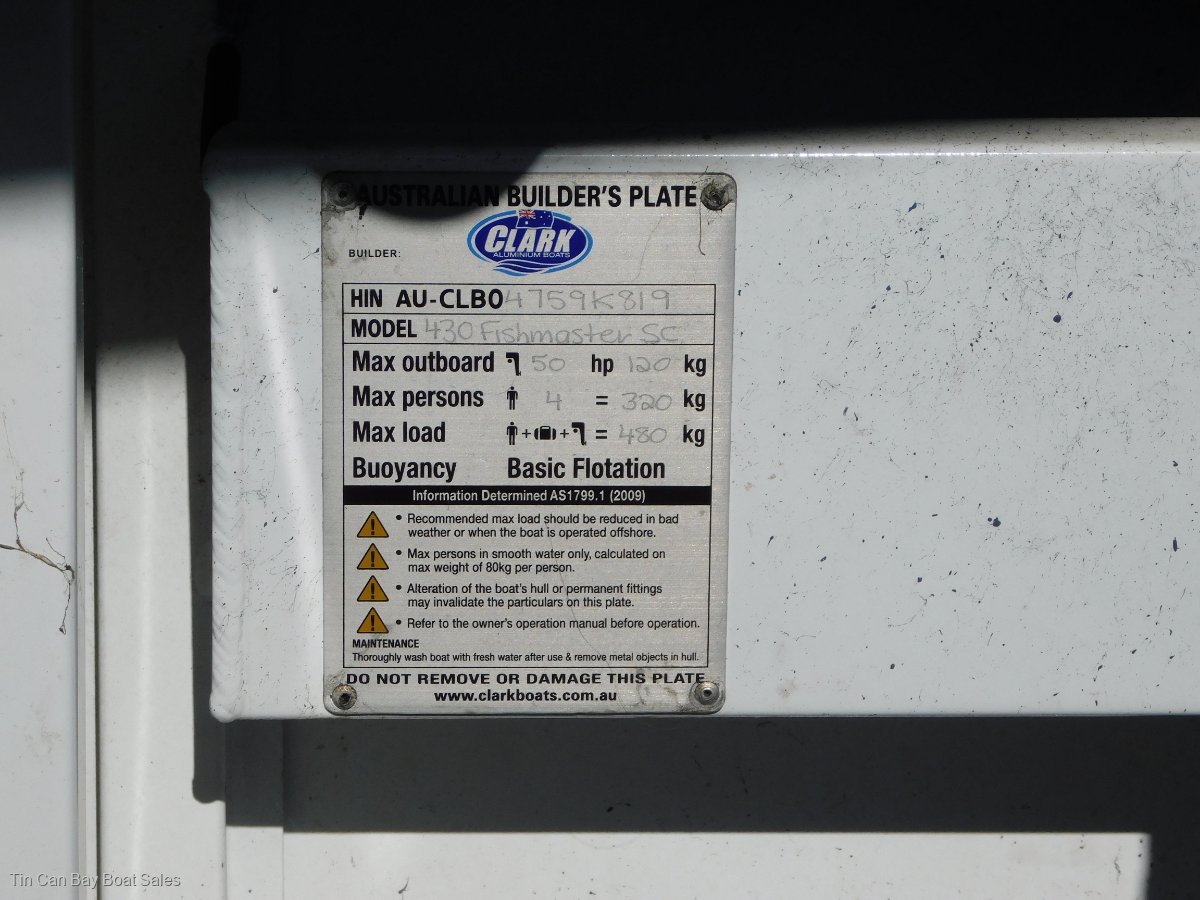 AUSTRALIAN BUILDER'S PLATE
BUILDER:
CLARK
ALUMINIUM BOATS
HIN AU-CLB04759K819
MODEL 430 Fishmaster SC
Max outboard 50 hp 120 kg
Max persons 4 = 320 kg
Max load + + = 480 kg
Buoyancy Basic Flotation
Information Determined AS1799.1 (2009)
• Recommended max load should be reduced in bad
weather or when the boat is operated offshore.
• Max persons in smooth water only, calculated on
max weight of 80kg per person.
• Alteration of the boat's hull or permanent fittings
may invalidate the particulars on this plate.
• Refer to the owner's operation manual before operation.
MAINTENANCE
Thoroughly wash boat with fresh water after use & remove metal objects in hull.
DO NOT REMOVE OR DAMAGE THIS PLATE
www.clarkboats.com.au
Tin Can Bay Boat Sales